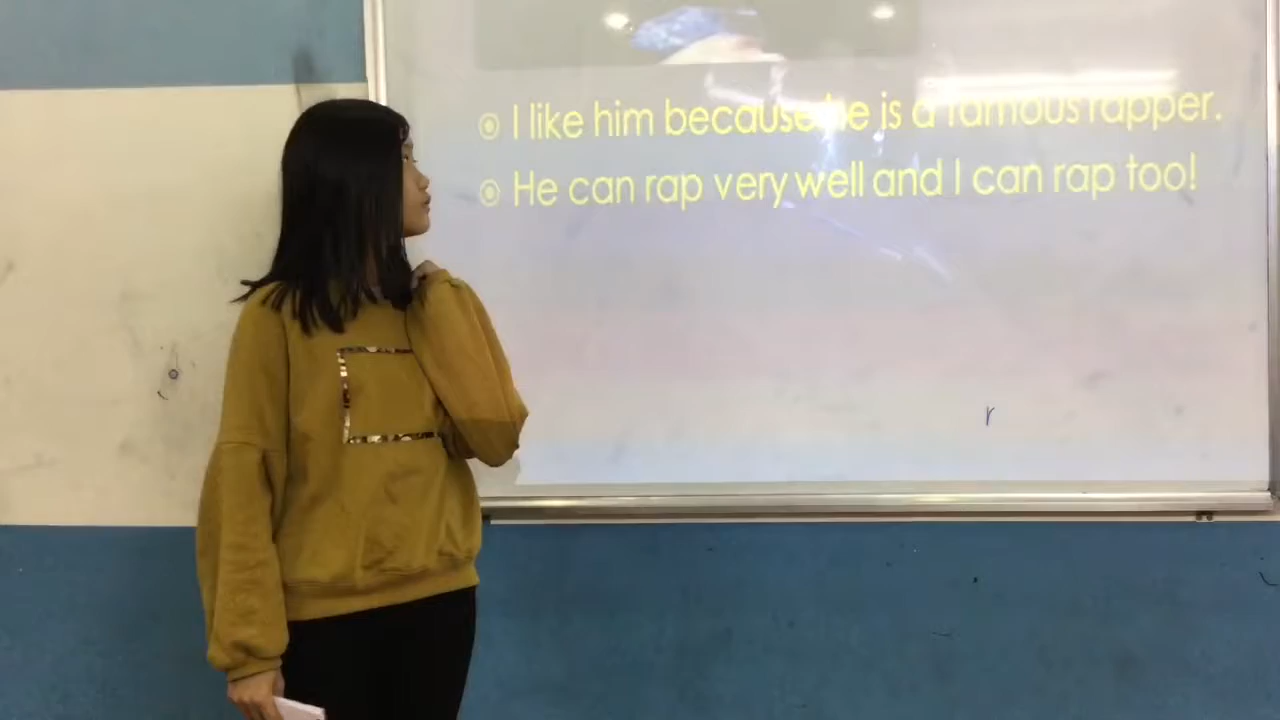 I like him because he is a famous rapper.
He can rap very well and I can rap too!
r